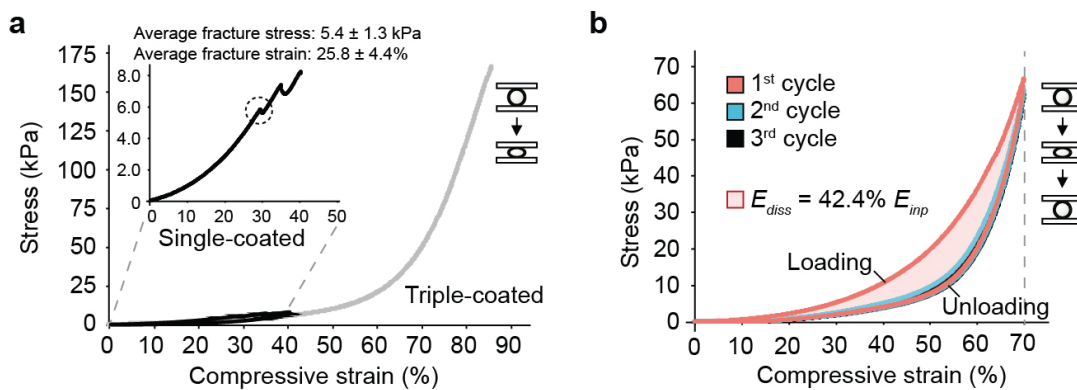 a
Average fracture stress: 5.4 ± 1.3 kPa
Average fracture strain: 25.8 ± 4.4%
175
150
125
100
75
50
25
0
Stress (kPa)
8.0
6.0
4.0
2.0
0
0 10 20 30 40 50
Single-coated
Triple-coated
0 10 20 30 40 50 60 70 80 90
Compressive strain (%)
b
70
60
50
40
30
20
10
0
Stress (kPa)
1st cycle
2nd cycle
3rd cycle
Ediss = 42.4% Einp
Loading
Unloading
0 10 20 30 40 50 60 70
Compressive strain (%)